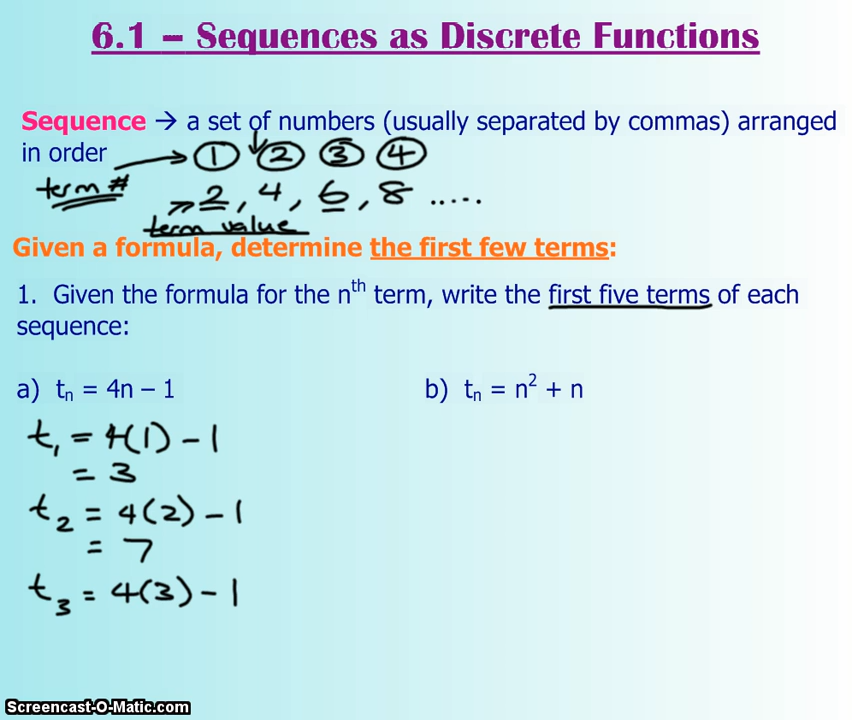 6.1 – Sequences as Discrete Functions
Sequence → a set of numbers (usually separated by commas) arranged
in order → ① ② ③ ④
term # 2, 4, 6, 8 .....
term value
Given a formula, determine the first few terms:
1. Given the formula for the nth term, write the first five terms of each
sequence:
a) tn = 4n – 1 b) tn = n² + n
t₁ = 4(1) – 1
= 3
t₂ = 4(2) – 1
= 7
t₃ = 4(3) – 1
Screencast-O-Matic.com